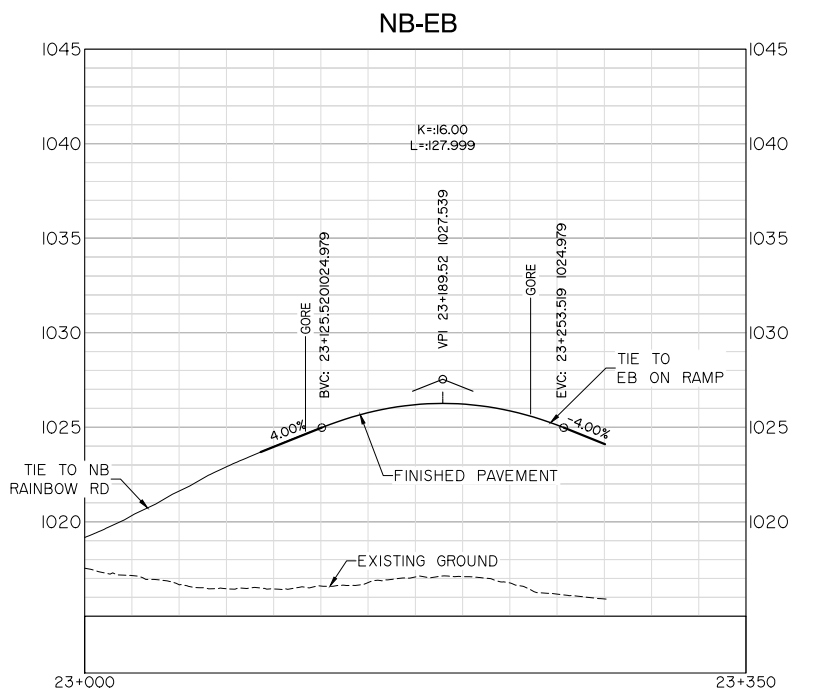 NB-EB
1045
1045
K=:16.00
L=:127.999
1040
1040
1035
1035
GORE
BVC: 23+125.5201024.979
VPI 23+189.52 1027.539
GORE
EVC: 23+253.519 1024.979
1030
1030
TIE TO
EB ON RAMP
1025
4.00%
-4.00%
1025
TIE TO NB
RAINBOW RD
FINISHED PAVEMENT
1020
1020
EXISTING GROUND
23+000
23+350